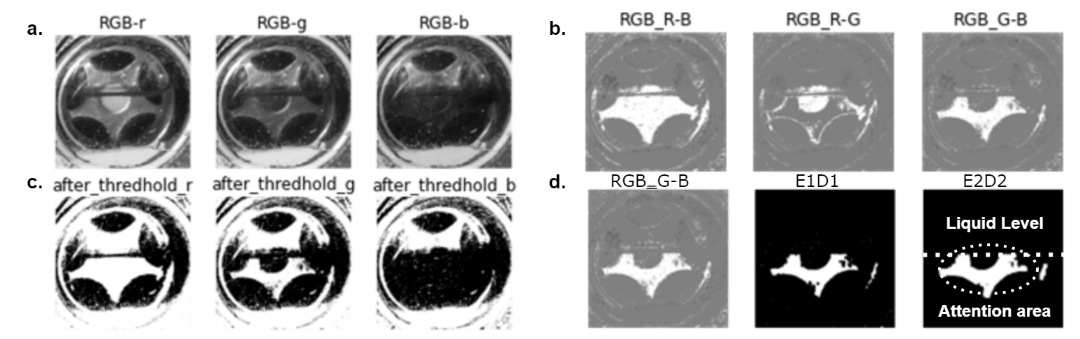 a. RGB-r RGB-g RGB-b
b. RGB_R-B RGB_R-G RGB_G-B
c. after_thredhold_r after_thredhold_g after_thredhold_b
d. RGB_G-B E1D1 E2D2
Liquid Level
Attention area